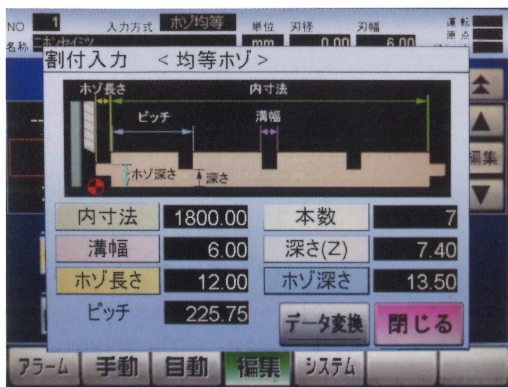 NO 1 入力方式 ホゾ均等 単位 刃径 刃幅 運転
名称 mm 0.00 6.00 原点
割付入力 <均等ホゾ>
ホゾ長さ 内寸法
ピッチ 溝幅
ホゾ深さ 深さ
編集
内寸法 1800.00 本数 7
溝幅 6.00 深さ(Z) 7.40
ホゾ長さ 12.00 ホゾ深さ 13.50
ピッチ 225.75 データ変換 閉じる
アラーム 手動 自動 編集 システム